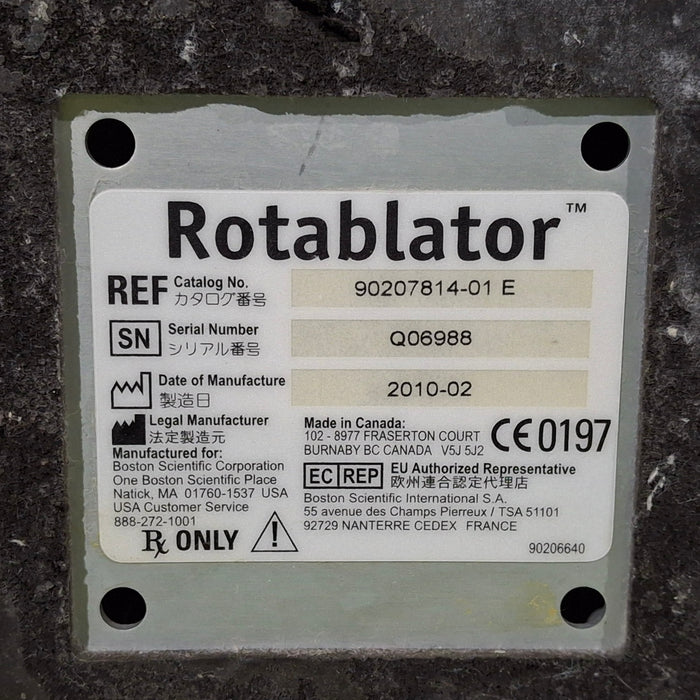 Rotablator™
REF Catalog No. 90207814-01 E
カタログ番号
SN Serial Number Q06988
シリアル番号
Date of Manufacture 2010-02
製造日
Legal Manufacturer
法定製造元
Manufactured for:
Boston Scientific Corporation
One Boston Scientific Place
Natick, MA 01760-1537 USA
USA Customer Service
888-272-1001
Made in Canada:
102 - 8977 FRASERTON COURT
BURNABY BC CANADA V5J 5J2
CE0197
EC REP EU Authorized Representative
欧州連合認定代理店
Boston Scientific International S.A.
55 avenue des Champs Pierreux / TSA 51101
92729 NANTERRE CEDEX FRANCE
℞ ONLY
90206640